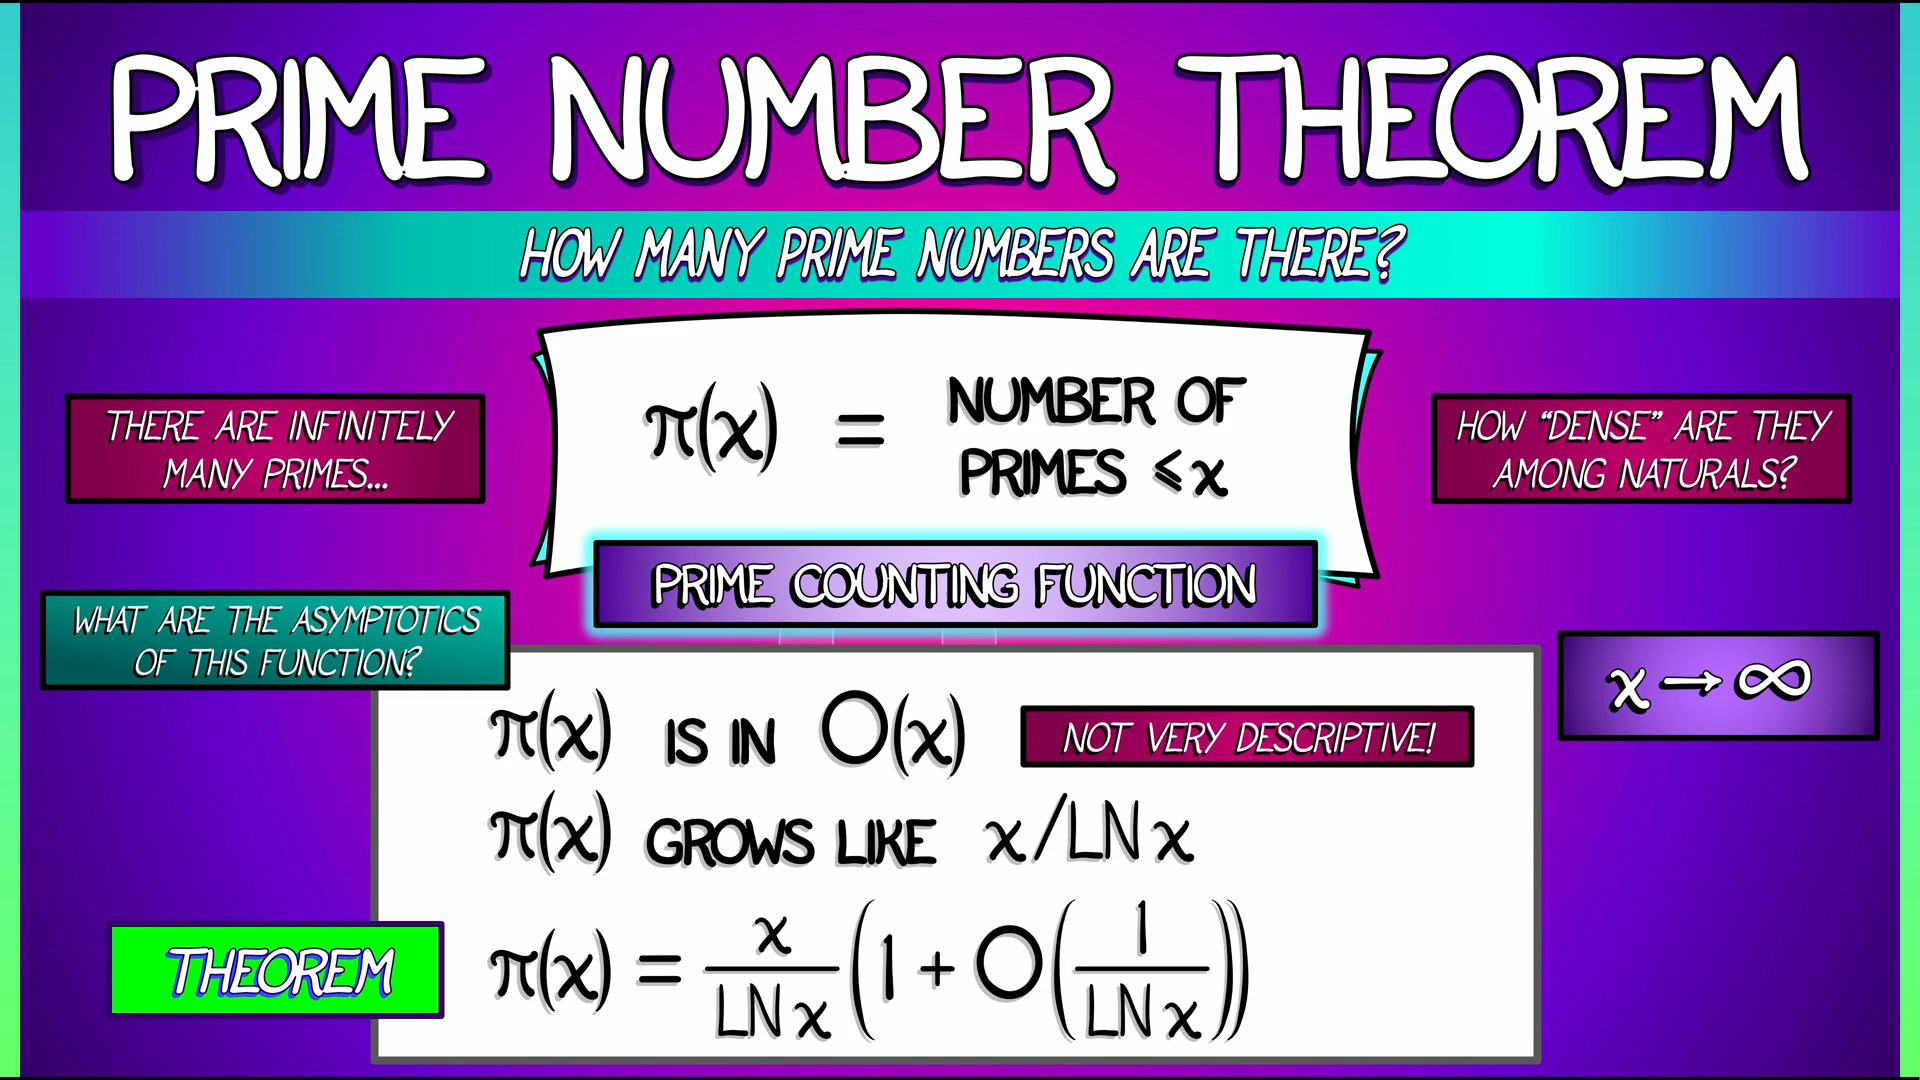 PRIME NUMBER THEOREM
HOW MANY PRIME NUMBERS ARE THERE?
THERE ARE INFINITELY
MANY PRIMES...
π(x) = NUMBER OF
PRIMES ⩽ x
HOW “DENSE” ARE THEY
AMONG NATURALS?
PRIME COUNTING FUNCTION
WHAT ARE THE ASYMPTOTICS
OF THIS FUNCTION?
x → ∞
π(x) IS IN O(x) NOT VERY DESCRIPTIVE!
π(x) GROWS LIKE x/LN x
THEOREM
π(x) = x/LN x (1 + O(1/LN x))